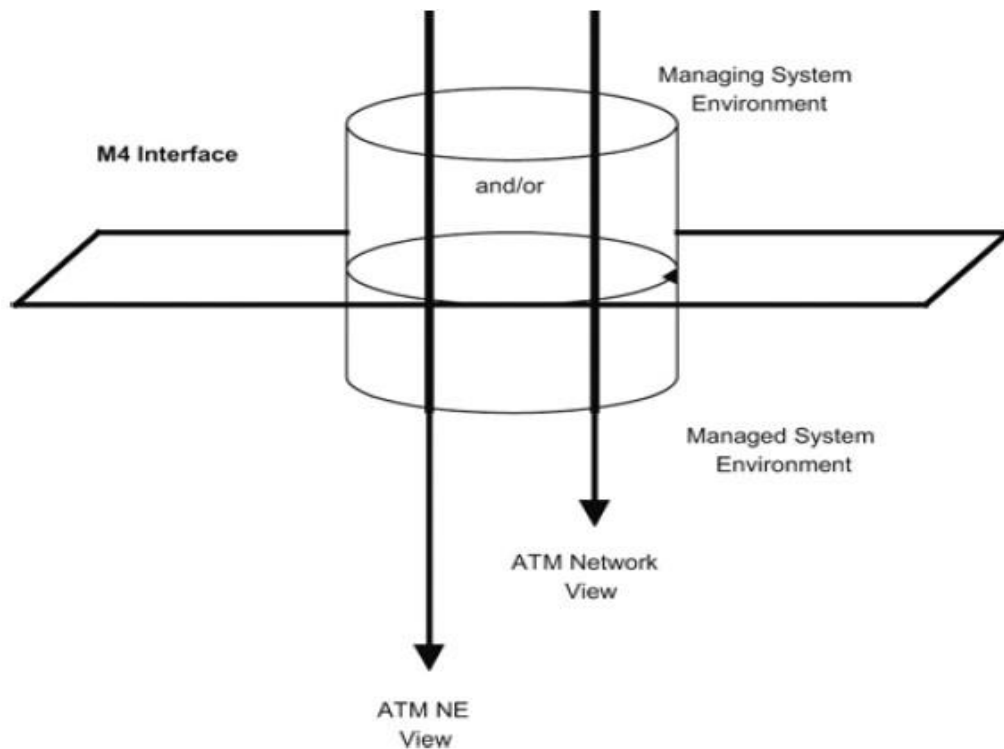 Managing System
Environment
M4 Interface
and/or
Managed System
Environment
ATM Network
View
ATM NE
View